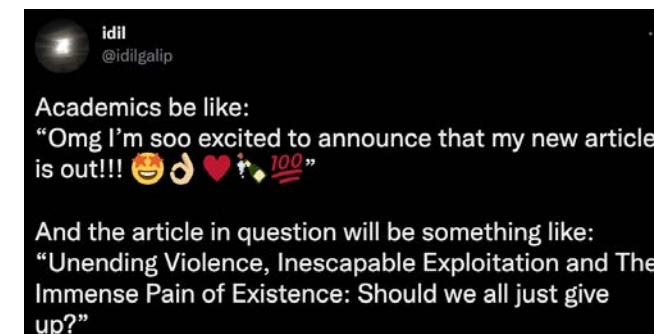 idil
@idilgalip
Academics be like:
“Omg I’m soo excited to announce that my new article
is out!!! 🤩👌🏼♥️🍾💯”
And the article in question will be something like:
“Unending Violence, Inescapable Exploitation and The
Immense Pain of Existence: Should we all just give
up?”